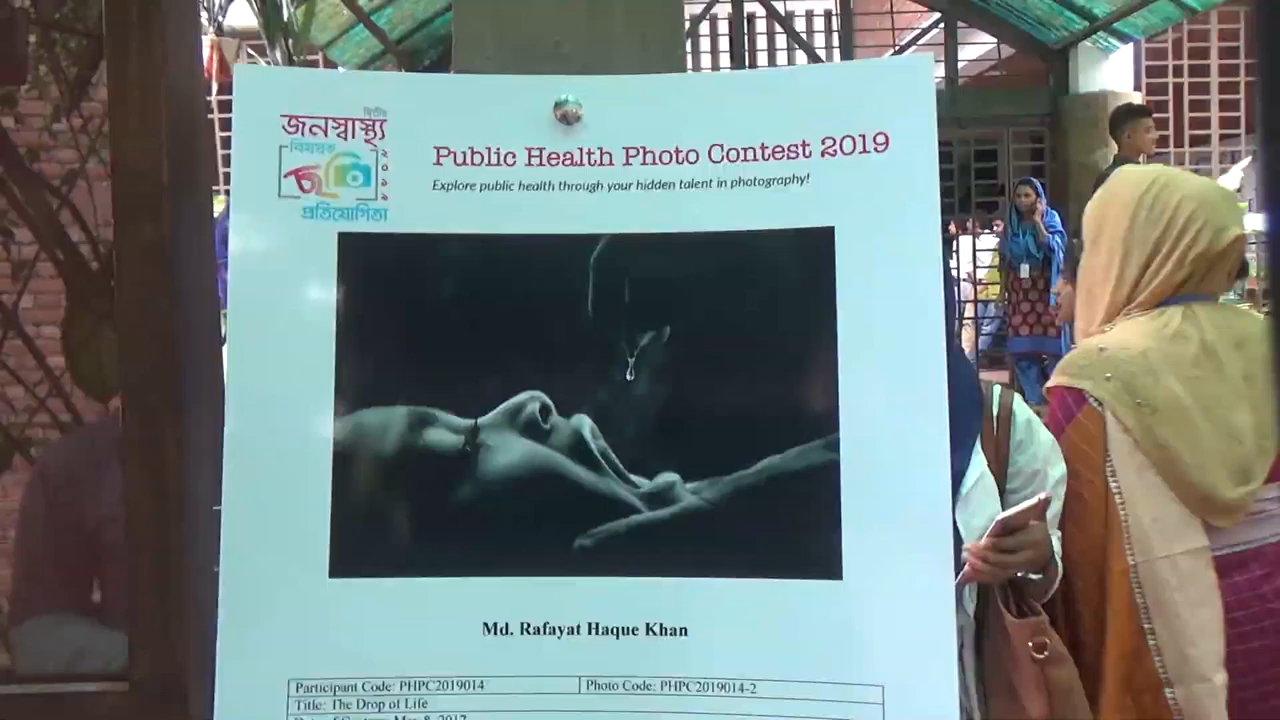 দ্বিতীয়
জনস্বাস্থ্য
বিষয়ক
ছবি
২০১৯
প্রতিযোগিতা
Public Health Photo Contest 2019
Explore public health through your hidden talent in photography!
Md. Rafayat Haque Khan
Participant Code: PHPC2019014
Photo Code: PHPC2019014-2
Title: The Drop of Life